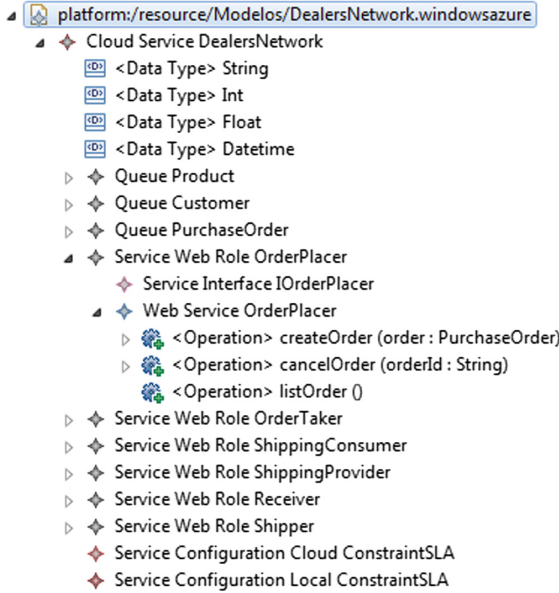 platform:/resource/Modelos/DealersNetwork.windowsazure
Cloud Service DealersNetwork
<Data Type> String
<Data Type> Int
<Data Type> Float
<Data Type> Datetime
Queue Product
Queue Customer
Queue PurchaseOrder
Service Web Role OrderPlacer
Service Interface IOrderPlacer
Web Service OrderPlacer
<Operation> createOrder (order : PurchaseOrder)
<Operation> cancelOrder (orderId : String)
<Operation> listOrder ()
Service Web Role OrderTaker
Service Web Role ShippingConsumer
Service Web Role ShippingProvider
Service Web Role Receiver
Service Web Role Shipper
Service Configuration Cloud ConstraintSLA
Service Configuration Local ConstraintSLA